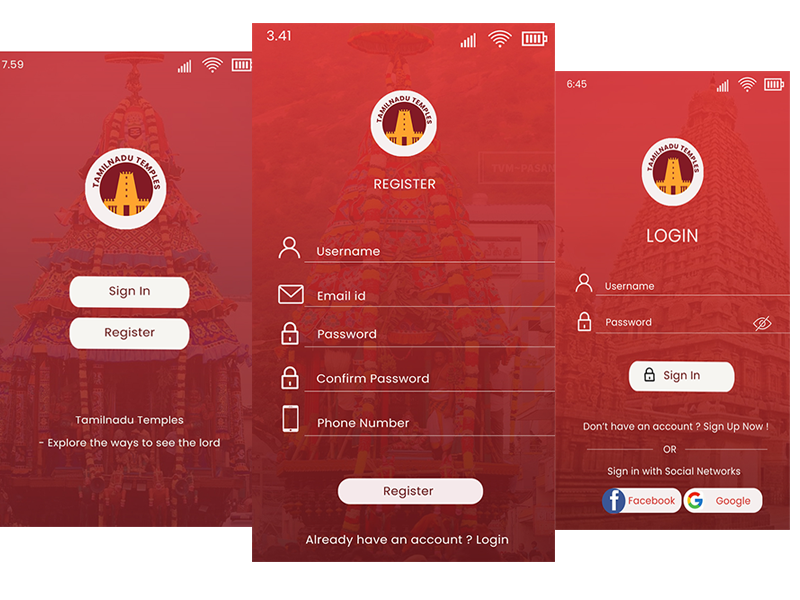 7.59
TAMILNADU TEMPLES
Sign In
Register
Tamilnadu Temples
- Explore the ways to see the lord
3.41
TAMILNADU TEMPLES
REGISTER
Username
Email id
Password
Confirm Password
Phone Number
Register
Already have an account ? Login
6:45
TAMILNADU TEMPLES
LOGIN
Username
Password
Sign In
Don't have an account ? Sign Up Now !
OR
Sign in with Social Networks
Facebook
Google